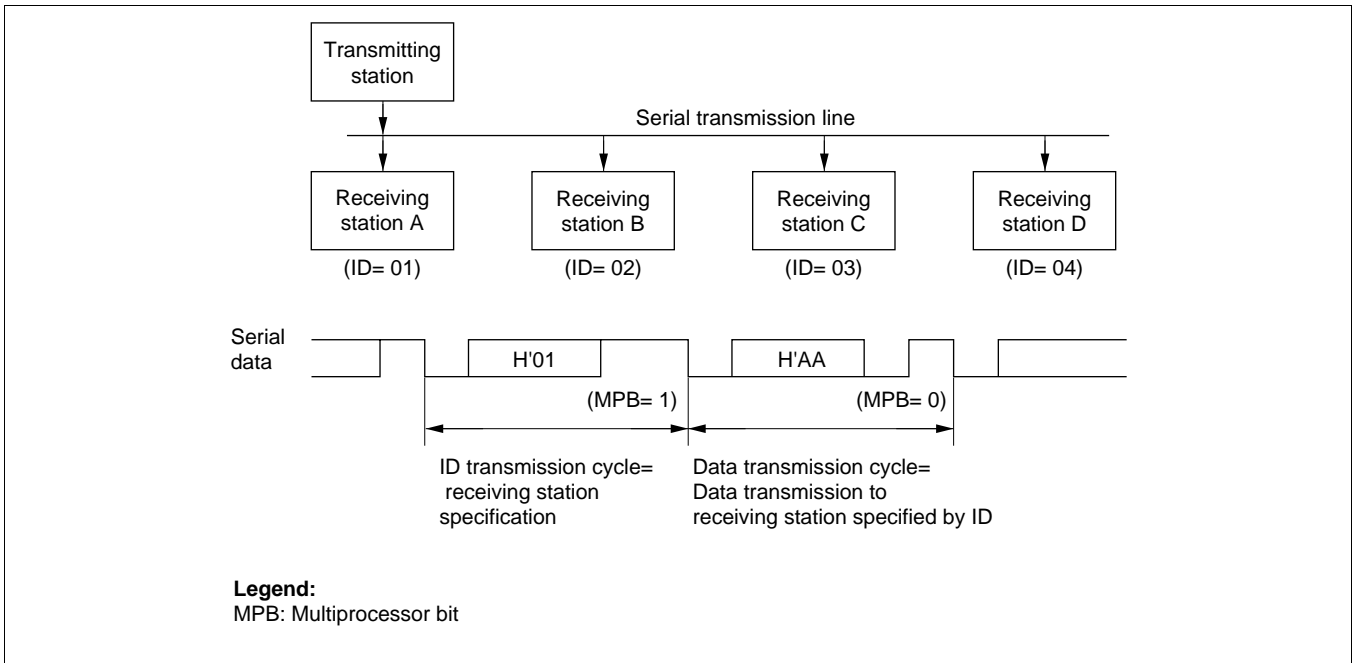 Transmitting
station
Serial transmission line
Receiving
station A
Receiving
station B
Receiving
station C
Receiving
station D
(ID= 01)
(ID= 02)
(ID= 03)
(ID= 04)
Serial
data
H'01
H'AA
(MPB= 1)
(MPB= 0)
ID transmission cycle=
receiving station
specification
Data transmission cycle=
Data transmission to
receiving station specified by ID
Legend:
MPB: Multiprocessor bit